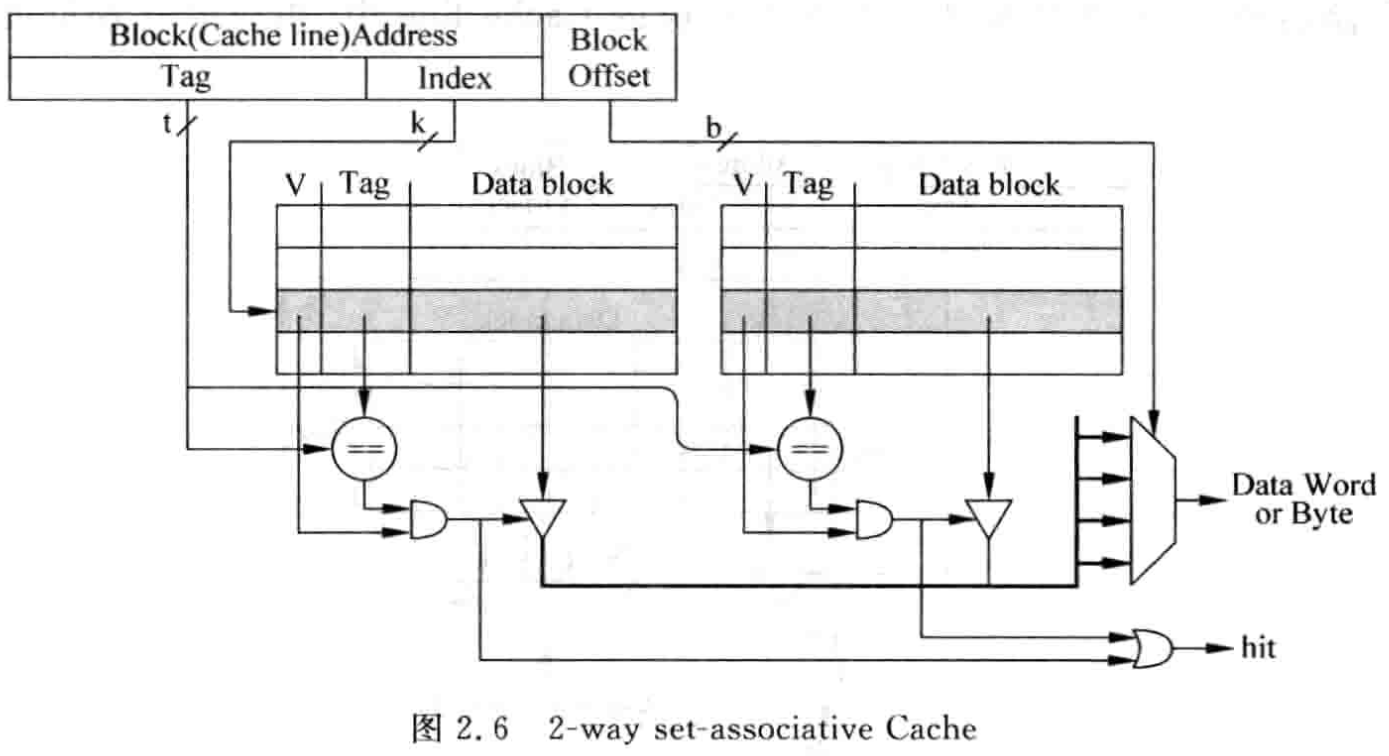 Block(Cache line)Address
Block
Offset
Tag
Index
t
k
b
V
Tag
Data block
V
Tag
Data block
==
==
Data Word
or Byte
hit
图 2.6 2-way set-associative Cache